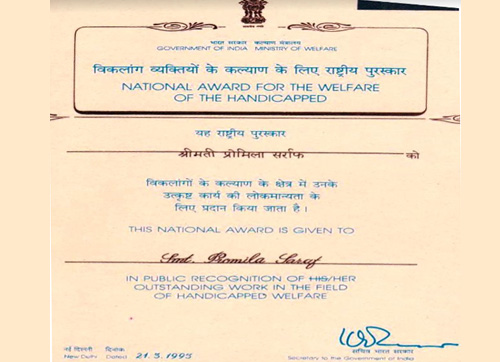 भारत सरकार कल्याण मंत्रालय
GOVERNMENT OF INDIA MINISTRY OF WELFARE
विकलांग व्यक्तियों के कल्याण के लिए राष्ट्रीय पुरस्कार
NATIONAL AWARD FOR THE WELFARE
OF THE HANDICAPPED
यह राष्ट्रीय पुरस्कार
श्रीमती प्रोमिला सर्राफ को
विकलांगों के कल्याण के क्षेत्र में उनके
उत्कृष्ट कार्य की लोकमान्यता के
लिए प्रदान किया जाता है।
THIS NATIONAL AWARD IS GIVEN TO
Smt. Promila Saraf
IN PUBLIC RECOGNITION OF HIS/HER
OUTSTANDING WORK IN THE FIELD
OF HANDICAPPED WELFARE
नई दिल्ली दिनांक
New Delhi Dated 21.3.1995
सचिव भारत सरकार
Secretary to the Government of India